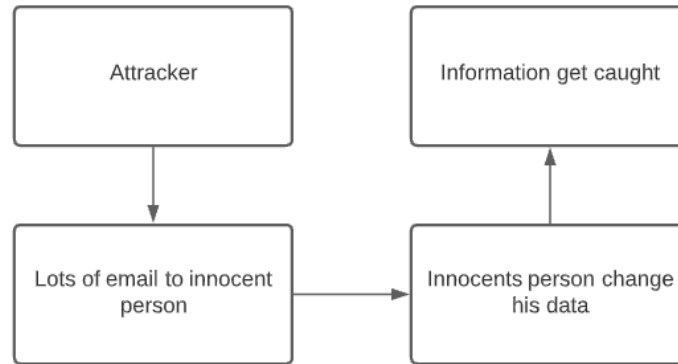 Attracker
Information get caught
Lots of email to innocent
person
Innocents person change
his data